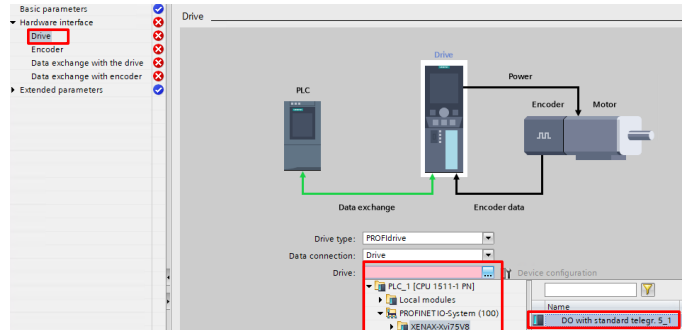 Basic parameters
Hardware interface
Drive
Encoder
Data exchange with the drive
Data exchange with encoder
Extended parameters
Drive
Drive
Power
PLC
Encoder
Motor
Data exchange
Encoder data
Drive type: PROFIdrive
Data connection: Drive
Drive: ... Device configuration
PLC_1 [CPU 1511-1 PN]
Local modules
PROFINET IO-System (100)
XENAX-Xvi75V8
Name
DO with standard telegr. 5_1